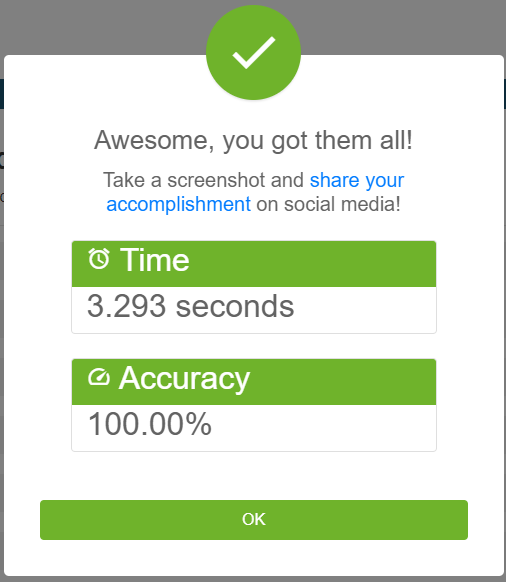 Awesome, you got them all!
Take a screenshot and share your
accomplishment on social media!
Time
3.293 seconds
Accuracy
100.00%
OK